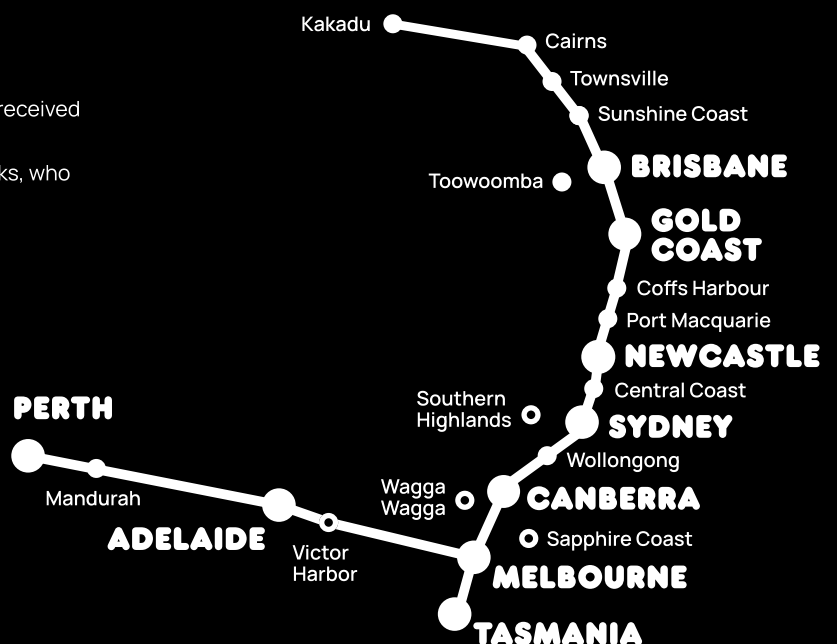 Kakadu
Cairns
Townsville
received
Sunshine Coast
BRISBANE
who
Toowoomba
GOLD
COAST
Coffs Harbour
Port Macquarie
NEWCASTLE
Central Coast
Southern
Highlands
PERTH
SYDNEY
Wollongong
Mandurah
Wagga
Wagga
CANBERRA
ADELAIDE
Sapphire Coast
Victor
Harbor
MELBOURNE
TASMANIA